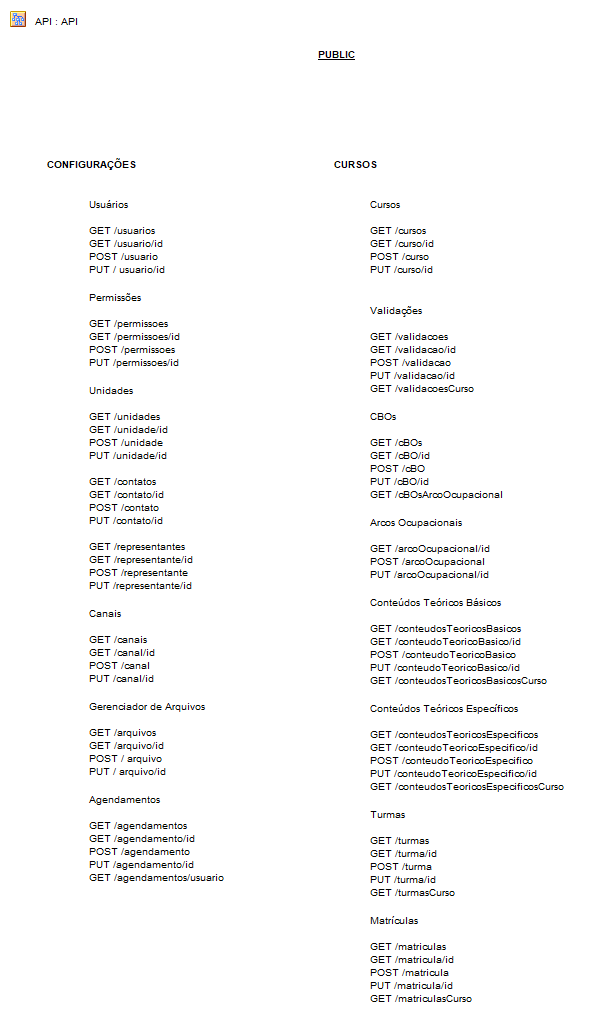 API : API
PUBLIC
CONFIGURAÇÕES
Usuários
GET /usuarios
GET /usuario/id
POST /usuario
PUT / usuario/id
Permissões
GET /permissoes
GET /permissoes/id
POST /permissoes
PUT /permissoes/id
Unidades
GET /unidades
GET /unidade/id
POST /unidade
PUT /unidade/id
GET /contatos
GET /contato/id
POST /contato
PUT /contato/id
GET /representantes
GET /representante/id
POST /representante
PUT /representante/id
Canais
GET /canais
GET /canal/id
POST /canal
PUT /canal/id
Gerenciador de Arquivos
GET /arquivos
GET /arquivo/id
POST / arquivo
PUT / arquivo/id
Agendamentos
GET /agendamentos
GET /agendamento/id
POST /agendamento
PUT /agendamento/id
GET /agendamentos/usuario
CURSOS
Cursos
GET /cursos
GET /curso/id
POST /curso
PUT /curso/id
Validações
GET /validacoes
GET /validacao/id
POST /validacao
PUT /validacao/id
GET /validacoesCurso
CBOs
GET /cBOs
GET /cBO/id
POST /cBO
PUT /cBO/id
GET /cBOsArcoOcupacional
Arcos Ocupacionais
GET /arcoOcupacional/id
POST /arcoOcupacional
PUT /arcoOcupacional/id
Conteúdos Teóricos Básicos
GET /conteudosTeoricosBasicos
GET /conteudoTeoricoBasico/id
POST /conteudoTeoricoBasico
PUT /conteudoTeoricoBasico/id
GET /conteudosTeoricosBasicosCurso
Conteúdos Teóricos Específicos
GET /conteudosTeoricosEspecificos
GET /conteudoTeoricoEspecifico/id
POST /conteudoTeoricoEspecifico
PUT /conteudoTeoricoEspecifico/id
GET /conteudosTeoricosEspecificosCurso
Turmas
GET /turmas
GET /turma/id
POST /turma
PUT /turma/id
GET /turmasCurso
Matrículas
GET /matriculas
GET /matricula/id
POST /matricula
PUT /matricula/id
GET /matriculasCurso